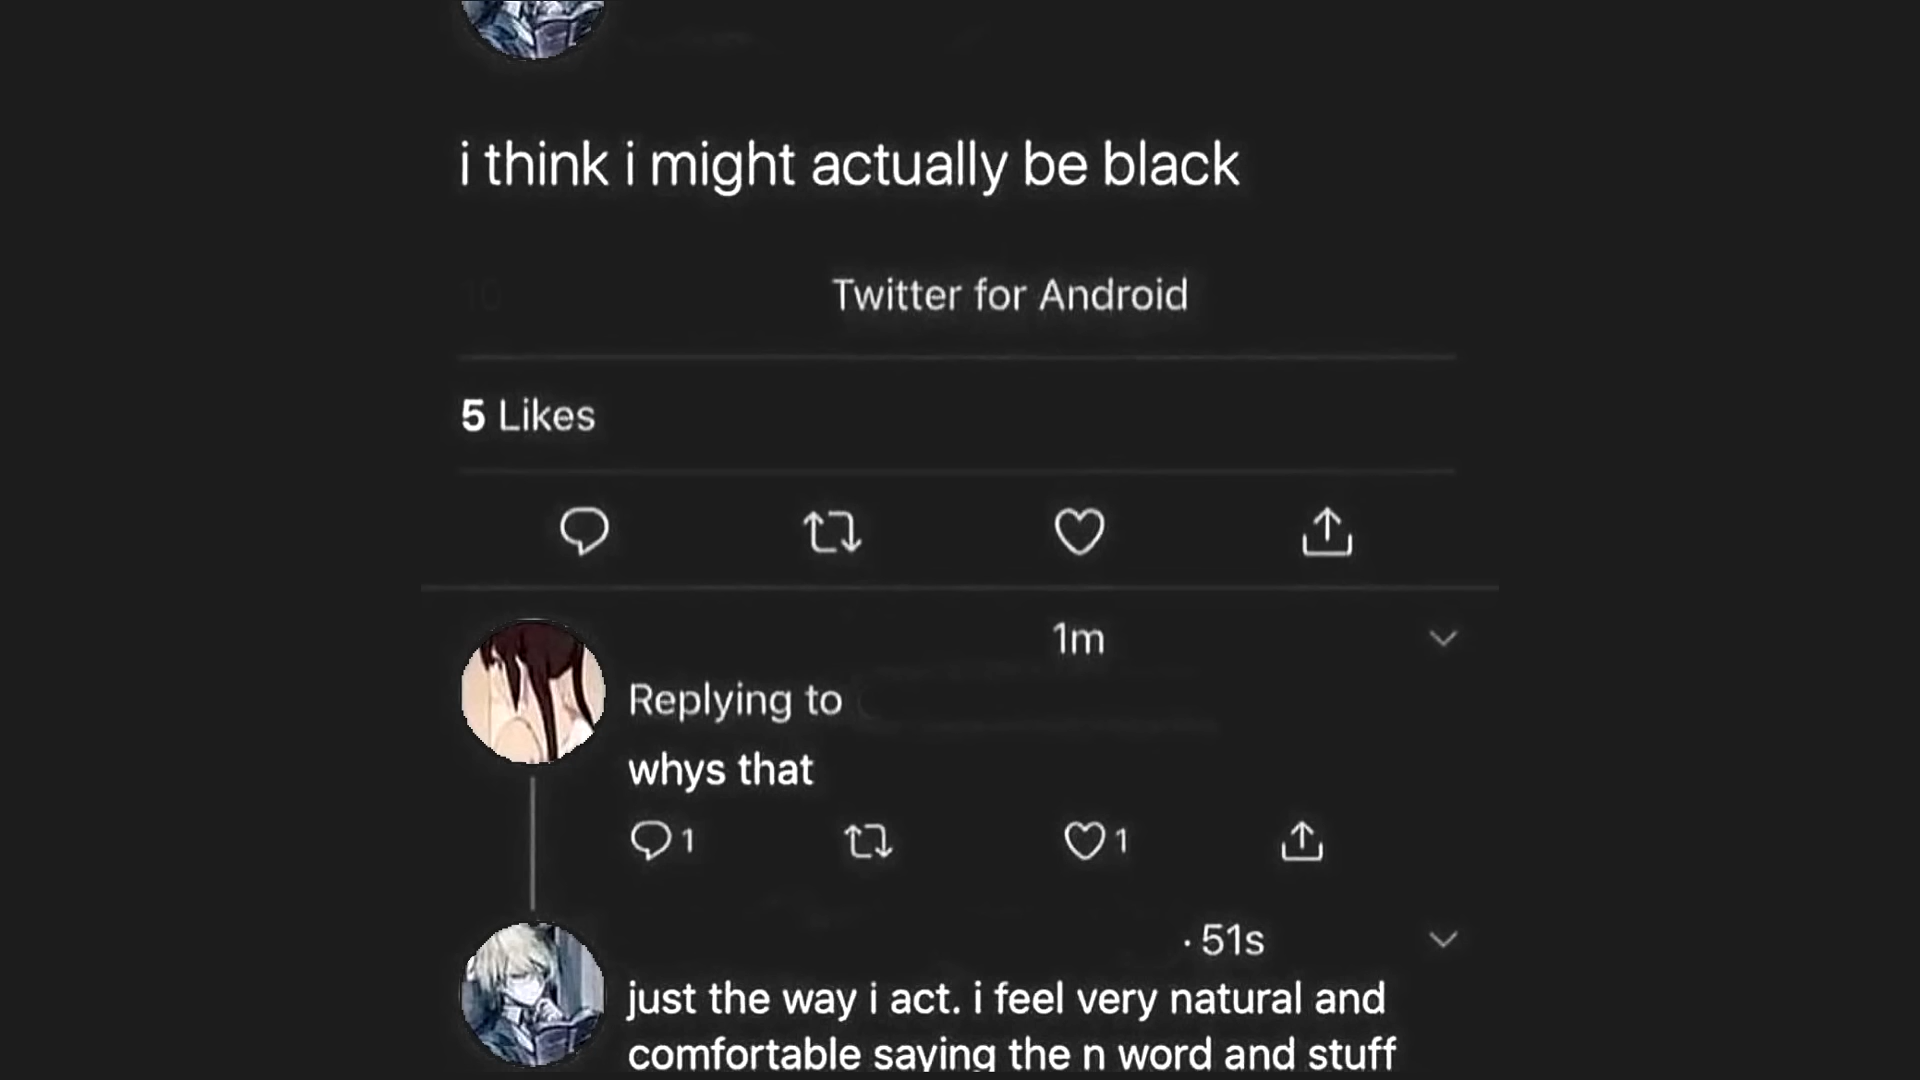 i think i might actually be black
Twitter for Android
5 Likes
1m
Replying to
whys that
1
1
· 51s
just the way i act. i feel very natural and
comfortable saying the n word and stuff